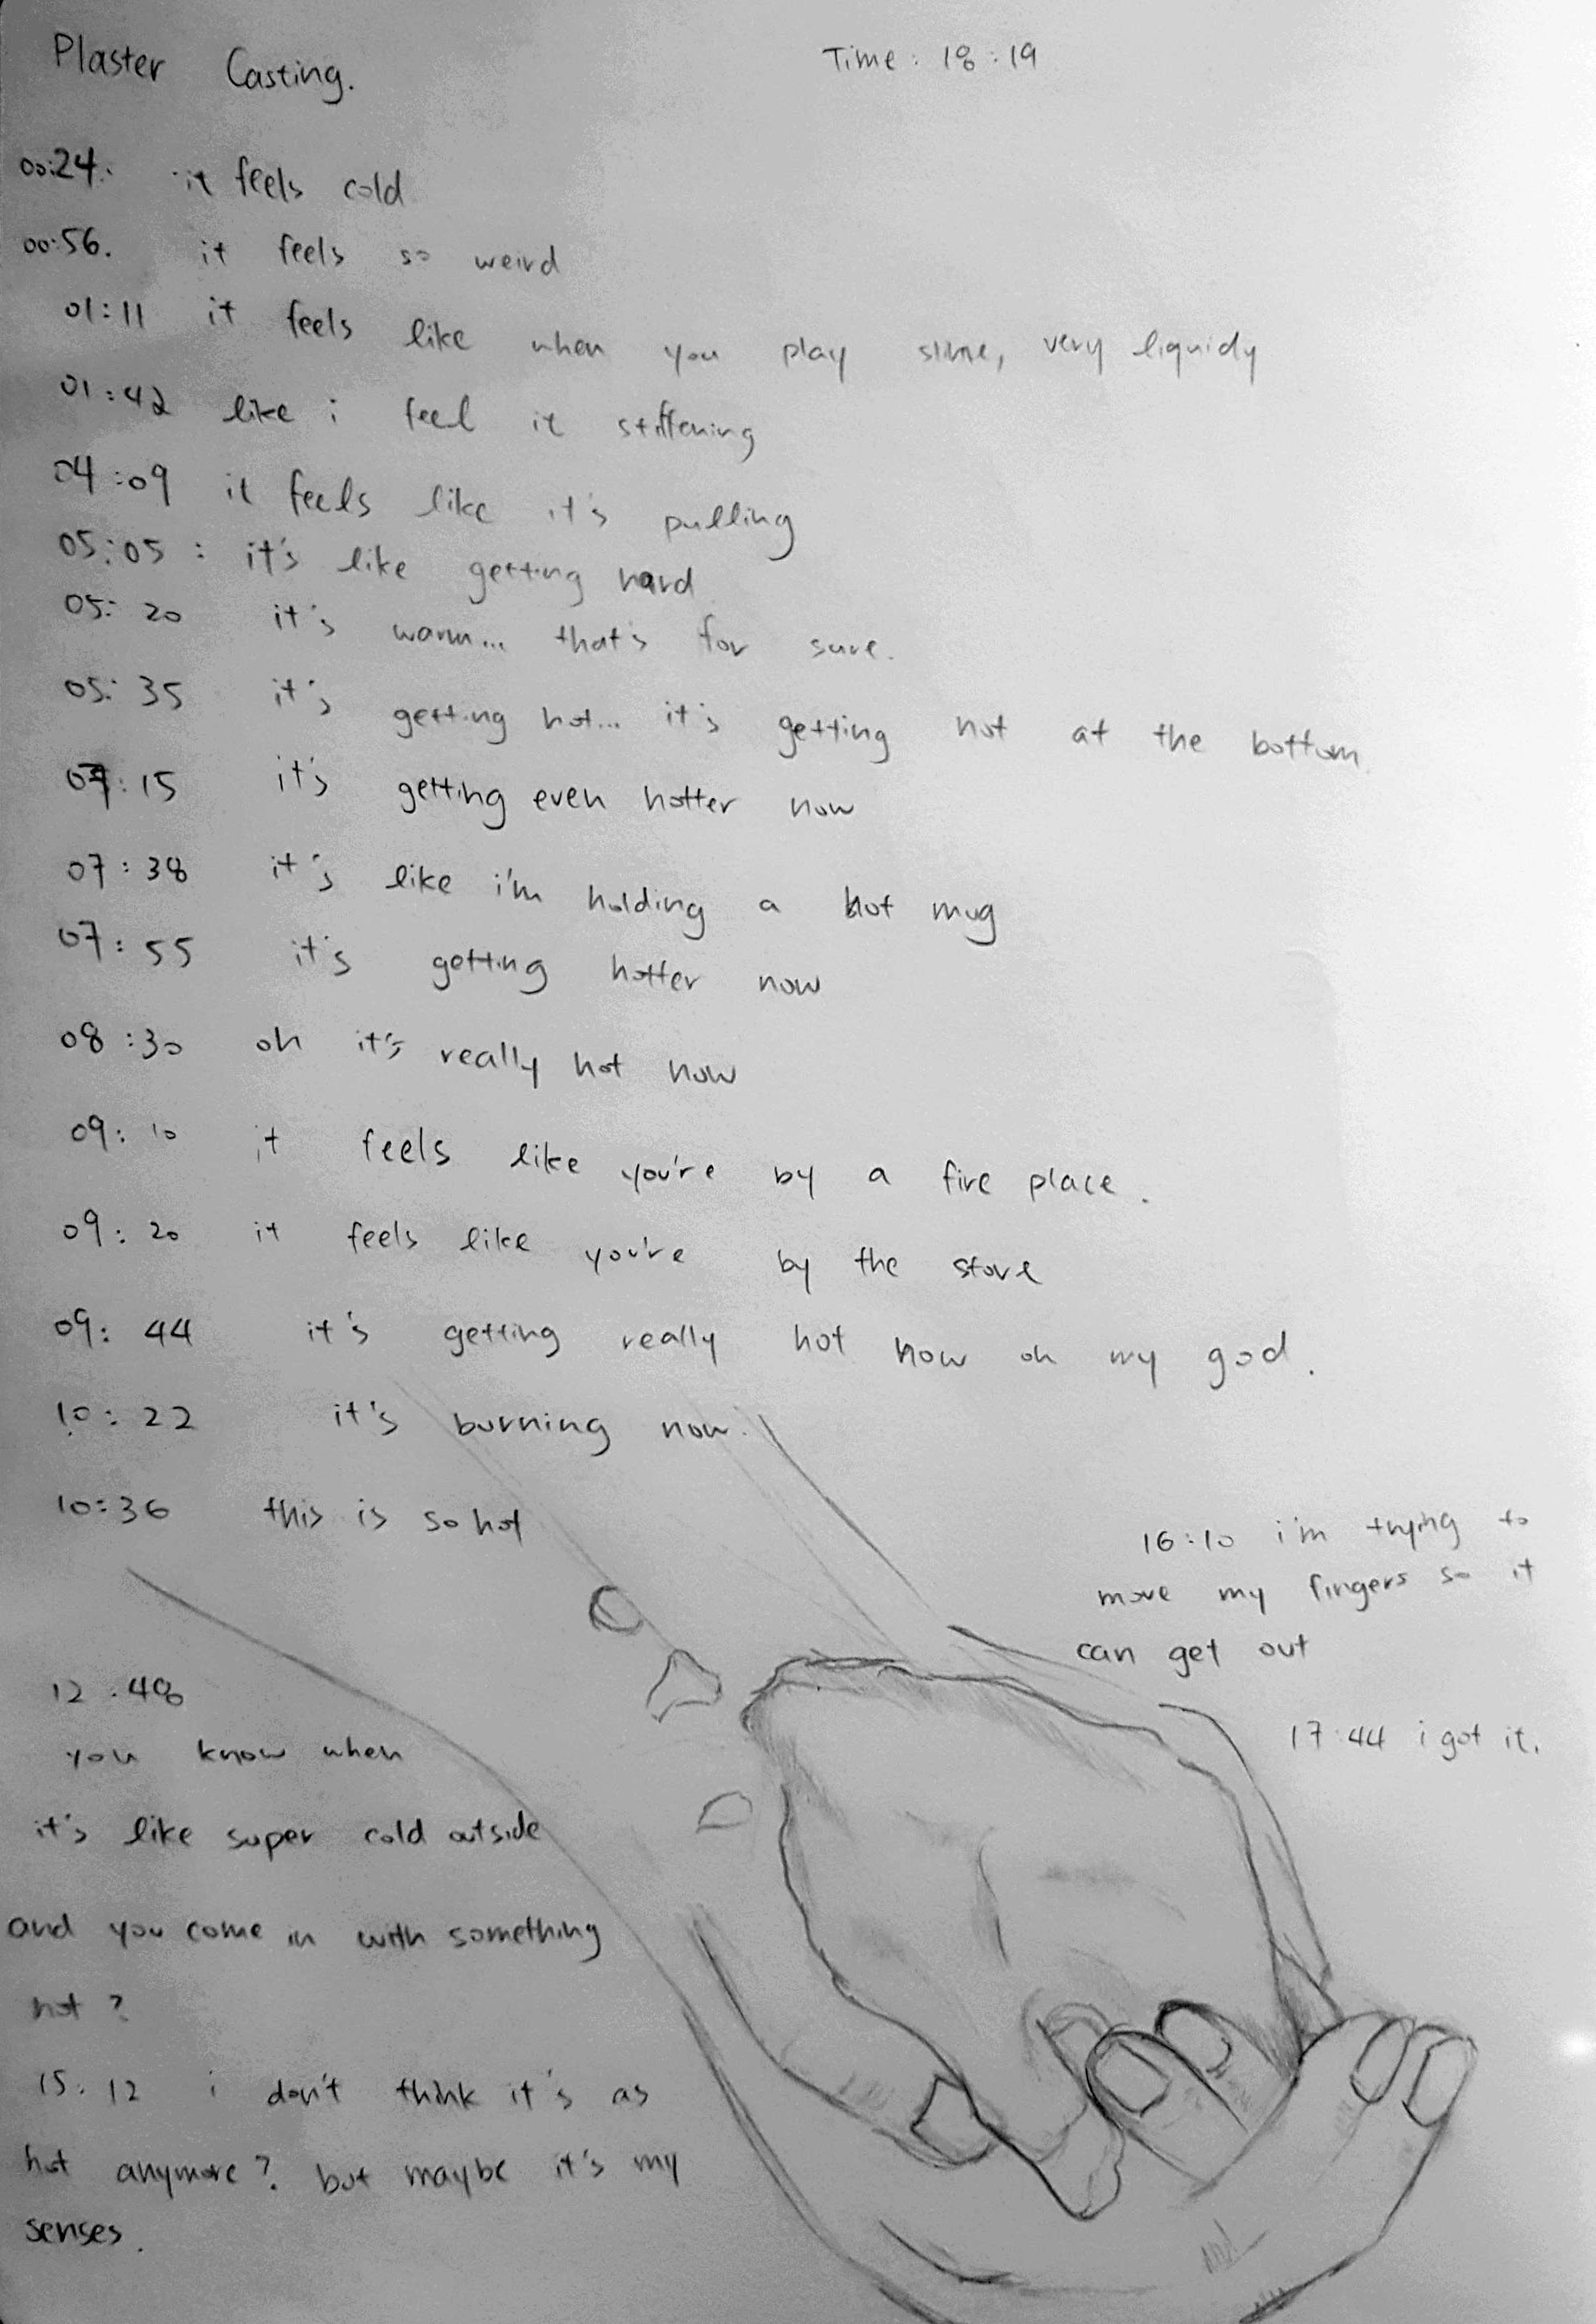 Plaster Casting.
Time: 18:19
00:24. it feels cold
00:56. it feels so weird
01:11 it feels like when you play slime, very liquidy
01:42 like i feel it stiffening
04:09 it feels like it's pulling
05:05: it's like getting hard
05:20 it's warm... that's for sure.
05:35 it's getting hot... it's getting hot at the bottom.
07:15 it's getting even hotter now
07:38 it's like i'm holding a hot mug
07:55 it's getting hotter now
08:30 oh it's really hot now
09:10 it feels like you're by a fire place.
09:20 it feels like you're by the stove
09:44 it's getting really hot now oh my god.
10:22 it's burning now.
10:36 this is so hot
12:48
you know when
it's like super cold outside
and you come in with something
hot?
15:12 i don't think it's as
hot anymore? but maybe it's my
senses.
16:10 i'm trying to
move my fingers so it
can get out
17:44 i got it.